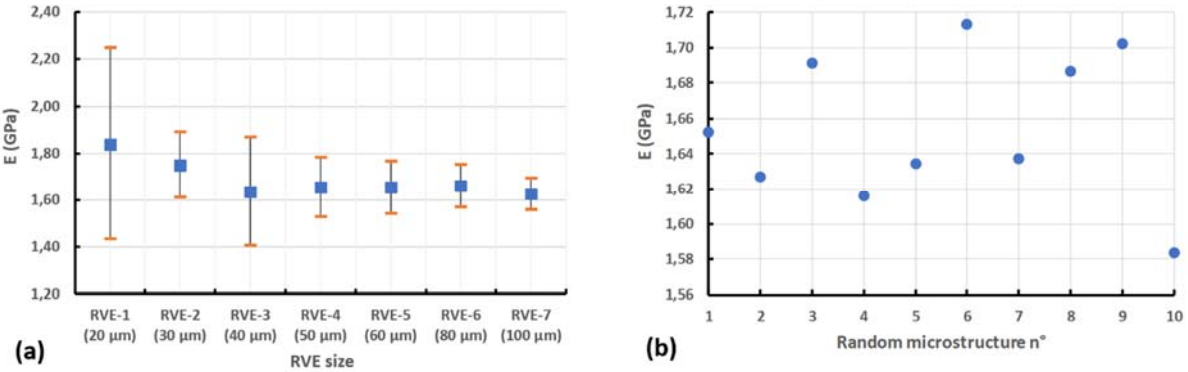 2,40
2,20
2,00
1,80
1,60
1,40
1,20
E (GPa)
RVE-1 RVE-2 RVE-3 RVE-4 RVE-5 RVE-6 RVE-7
(20 µm) (30 µm) (40 µm) (50 µm) (60 µm) (80 µm) (100 µm)
RVE size
(a)
1,72
1,70
1,68
1,66
1,64
1,62
1,60
1,58
1,56
E (GPa)
1 2 3 4 5 6 7 8 9 10
Random microstructure n°
(b)